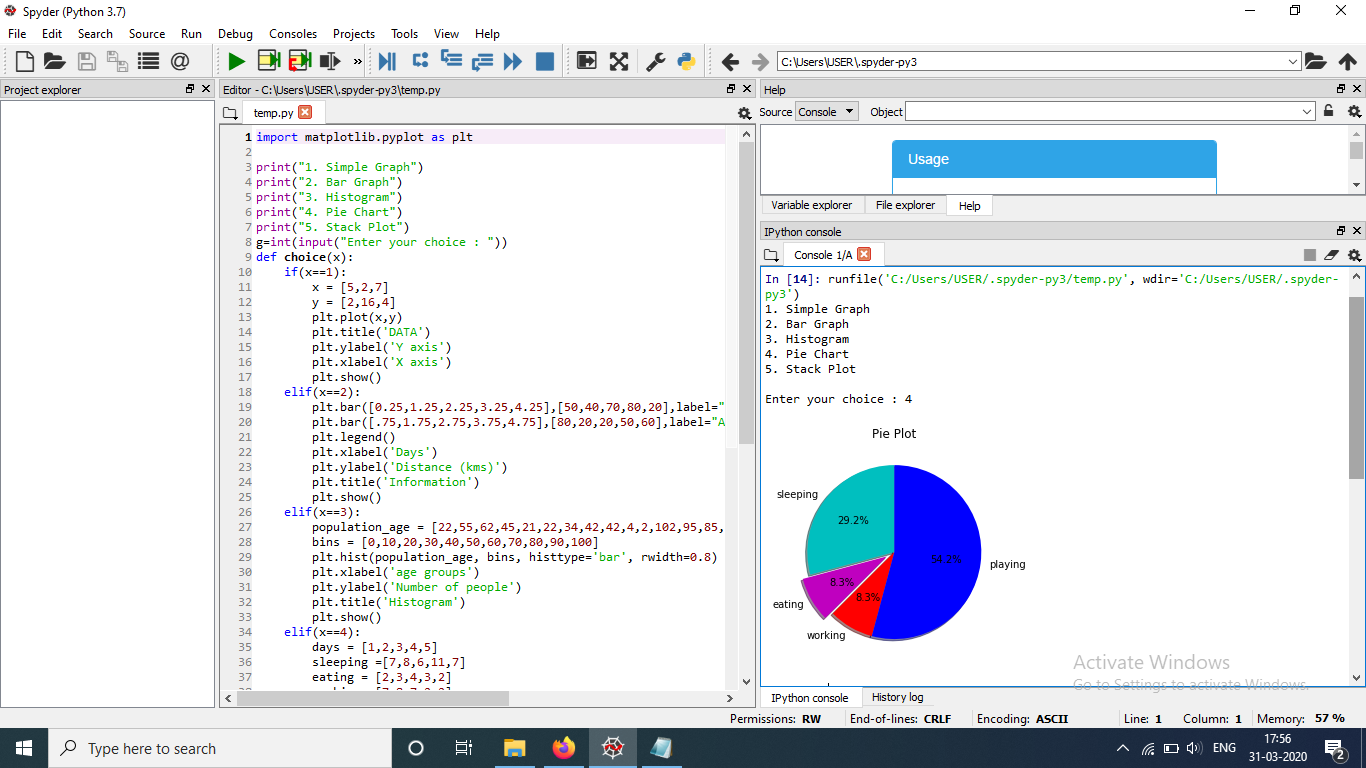 Spyder (Python 3.7)
File Edit Search Source Run Debug Consoles Projects Tools View Help
C:\Users\USER\.spyder-py3
Project explorer
Editor - C:\Users\USER\.spyder-py3\temp.py
temp.py
1 import matplotlib.pyplot as plt
2
3 print("1. Simple Graph")
4 print("2. Bar Graph")
5 print("3. Histogram")
6 print("4. Pie Chart")
7 print("5. Stack Plot")
8 g=int(input("Enter your choice : "))
9 def choice(x):
10     if(x==1):
11         x = [5,2,7]
12         y = [2,16,4]
13         plt.plot(x,y)
14         plt.title('DATA')
15         plt.ylabel('Y axis')
16         plt.xlabel('X axis')
17         plt.show()
18     elif(x==2):
19         plt.bar([0.25,1.25,2.25,3.25,4.25],[50,40,70,80,20],label="
20         plt.bar([.75,1.75,2.75,3.75,4.75],[80,20,20,50,60],label="A
21         plt.legend()
22         plt.xlabel('Days')
23         plt.ylabel('Distance (kms)')
24         plt.title('Information')
25         plt.show()
26     elif(x==3):
27         population_age = [22,55,62,45,21,22,34,42,42,4,2,102,95,85,
28         bins = [0,10,20,30,40,50,60,70,80,90,100]
29         plt.hist(population_age, bins, histtype='bar', rwidth=0.8)
30         plt.xlabel('age groups')
31         plt.ylabel('Number of people')
32         plt.title('Histogram')
33         plt.show()
34     elif(x==4):
35         days = [1,2,3,4,5]
36         sleeping =[7,8,6,11,7]
37         eating = [2,3,4,3,2]
Help
Source Console Object
Usage
Variable explorer File explorer Help
IPython console
Console 1/A
In [14]: runfile('C:/Users/USER/.spyder-py3/temp.py', wdir='C:/Users/USER/.spyder-
py3')
1. Simple Graph
2. Bar Graph
3. Histogram
4. Pie Chart
5. Stack Plot
Enter your choice : 4
Pie Plot
sleeping
29.2%
54.2%
playing
8.3%
8.3%
eating
working
Activate Windows
Go to Settings to activate Windows.
IPython console History log
Permissions: RW End-of-lines: CRLF Encoding: ASCII Line: 1 Column: 1 Memory: 57 %
Type here to search
ENG
17:56
31-03-2020
2